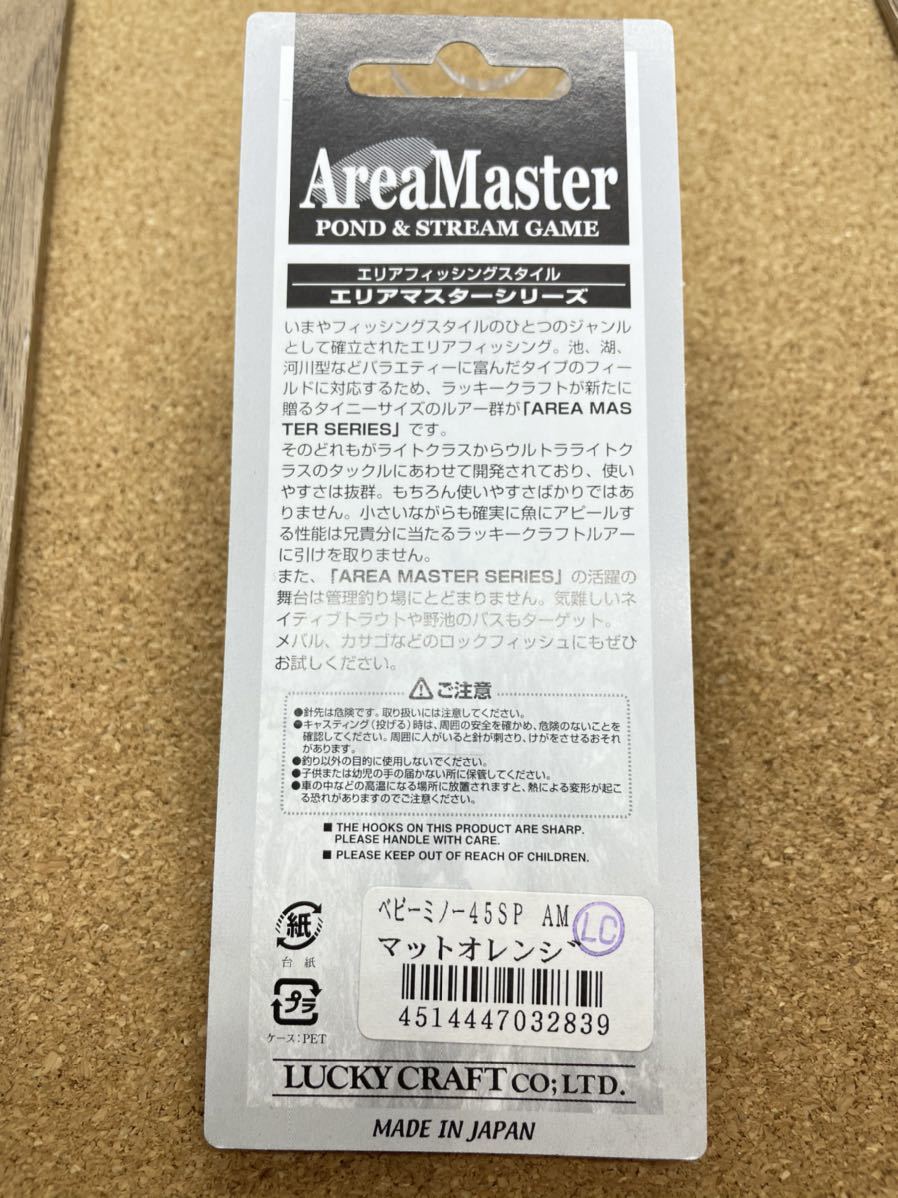 AreaMaster
POND & STREAM GAME
エリアフィッシングスタイル
エリアマスターシリーズ
いまやフィッシングスタイルのひとつのジャンル
として確立されたエリアフィッシング。池、湖、
河川型などバラエティーに富んだタイプのフィー
ルドに対応するため、ラッキークラフトが新たに
贈るタイニーサイズのルアー群が「AREA MAS
TER SERIES」です。
そのどれもがライトクラスからウルトラライトク
ラスのタックルにあわせて開発されており、使い
やすさは抜群。もちろん使いやすさばかりではあ
りません。小さいながらも確実に魚にアピールす
る性能は兄貴分に当たるラッキークラフトルアー
に引けを取りません。
また、「AREA MASTER SERIES」の活躍の
舞台は管理釣り場にとどまりません。気難しいネ
イティブトラウトや野池のバスもターゲット。
メバル、カサゴなどのロックフィッシュにもぜひ
お試しください。
ご注意
●針先は危険です。取り扱いには注意してください。
●キャスティング(投げる)時は、周囲の安全を確かめ、危険のないことを
確認してください。周囲に人がいると針が刺さり、けがをさせるおそれ
があります。
●釣り以外の目的に使用しないでください。
●子供または幼児の手の届かない所に保管してください。
●車の中などの高温になる場所に放置されますと、熱による変形が起こ
る恐れがありますのでご注意ください。
■ THE HOOKS ON THIS PRODUCT ARE SHARP.
PLEASE HANDLE WITH CARE.
■ PLEASE KEEP OUT OF REACH OF CHILDREN.
紙
台紙
プラ
ケース:PET
ベビーミノー45SP AM
LC
マットオレンジ
4514447032839
LUCKY CRAFT CO;LTD.
MADE IN JAPAN